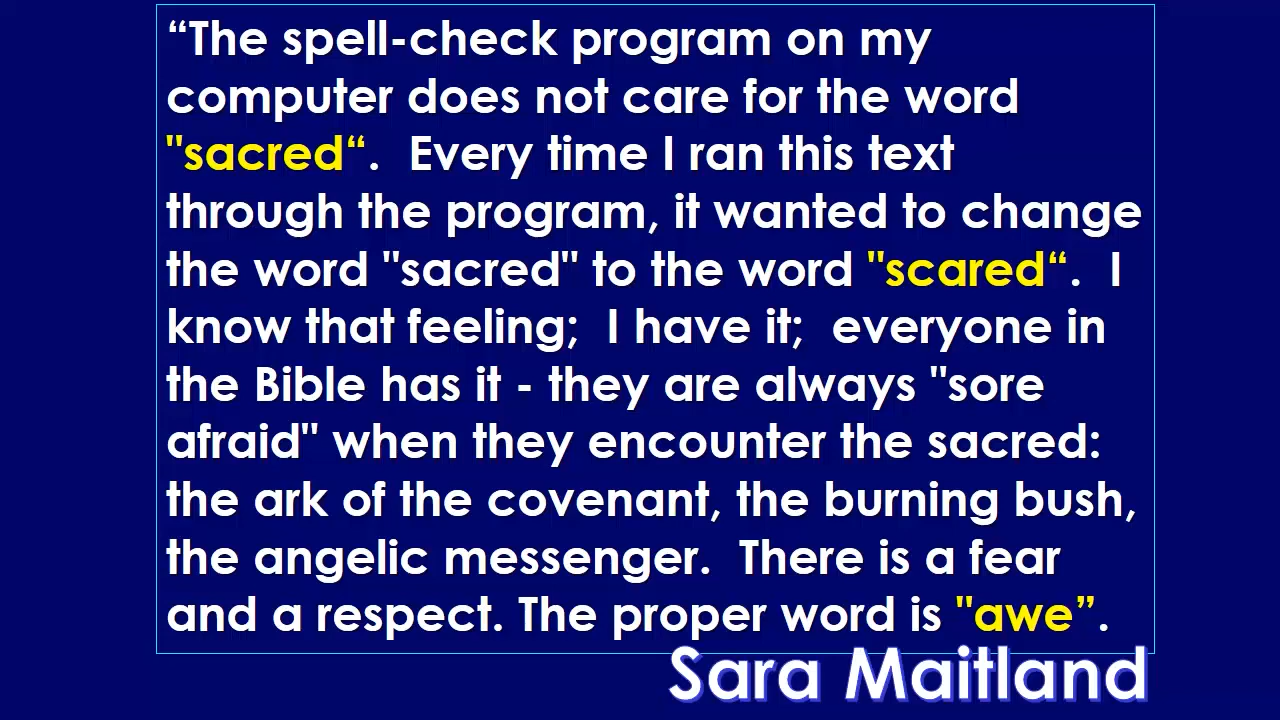 “The spell-check program on my
computer does not care for the word
"sacred“.  Every time I ran this text
through the program, it wanted to change
the word "sacred" to the word "scared“.  I
know that feeling;  I have it;  everyone in
the Bible has it - they are always "sore
afraid" when they encounter the sacred:
the ark of the covenant, the burning bush,
the angelic messenger.  There is a fear
and a respect. The proper word is "awe”.
Sara Maitland